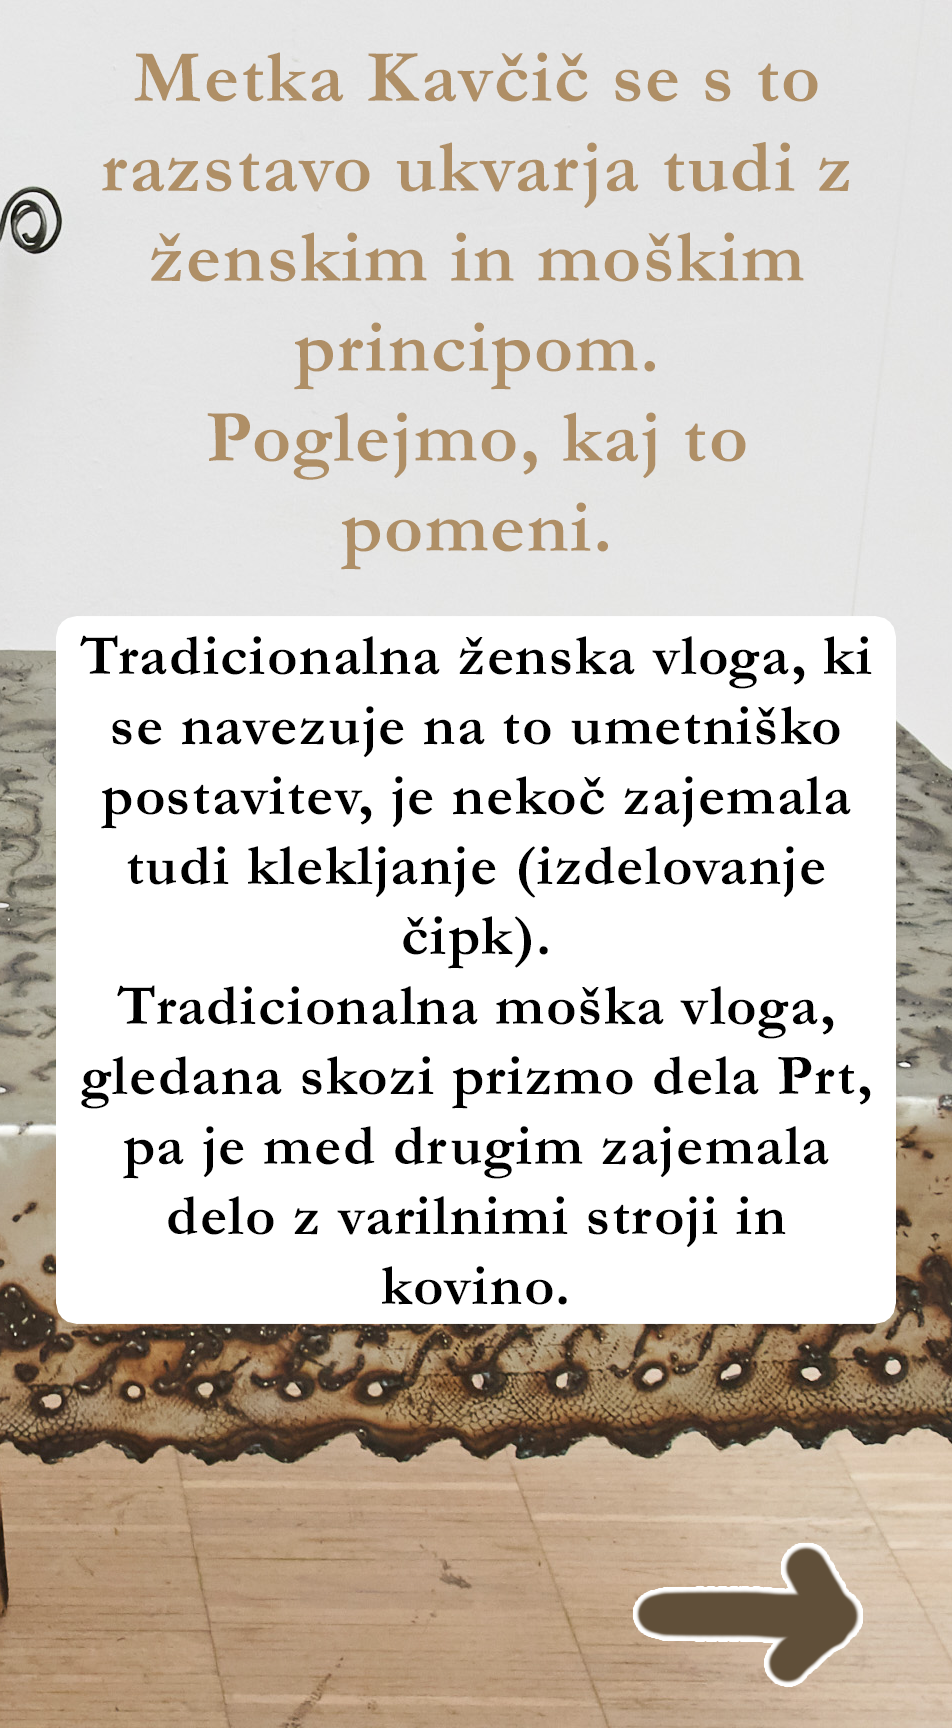 Metka Kavčič se s to
razstavo ukvarja tudi z
ženskim in moškim
principom.
Poglejmo, kaj to
pomeni.
Tradicionalna ženska vloga, ki
se navezuje na to umetniško
postavitev, je nekoč zajemala
tudi klekljanje (izdelovanje
čipk).
Tradicionalna moška vloga,
gledana skozi prizmo dela Prt,
pa je med drugim zajemala
delo z varilnimi stroji in
kovino.